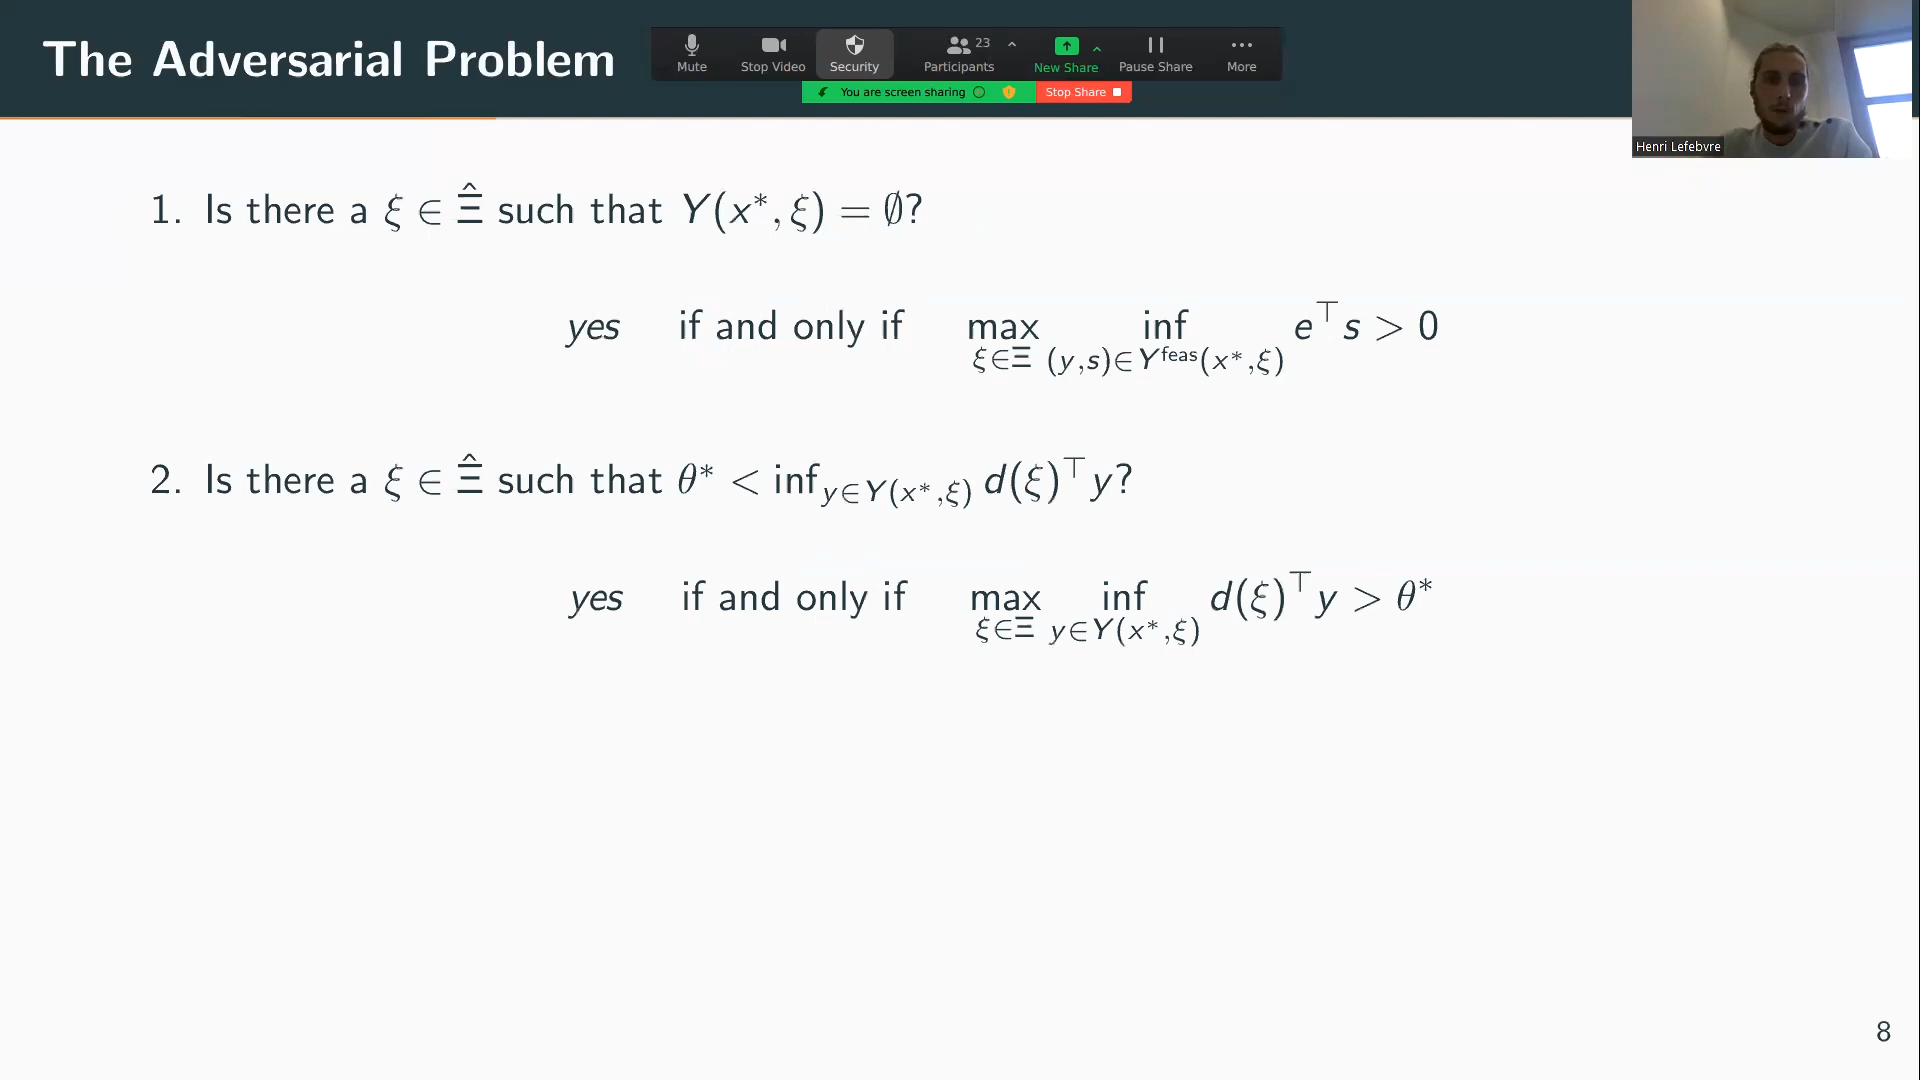 The Adversarial Problem
Mute
Stop Video
Security
Participants 23
New Share
Pause Share
More
You are screen sharing
Stop Share
Henri Lefebvre
1. Is there a ξ ∈ Ξ̂ such that Y(x*, ξ) = ∅?
yes if and only if max_{ξ∈Ξ} inf_{(y,s)∈Y^feas(x*,ξ)} e^⊤ s > 0
2. Is there a ξ ∈ Ξ̂ such that θ* < inf_{y∈Y(x*,ξ)} d(ξ)^⊤ y?
yes if and only if max_{ξ∈Ξ} inf_{y∈Y(x*,ξ)} d(ξ)^⊤ y > θ*
8